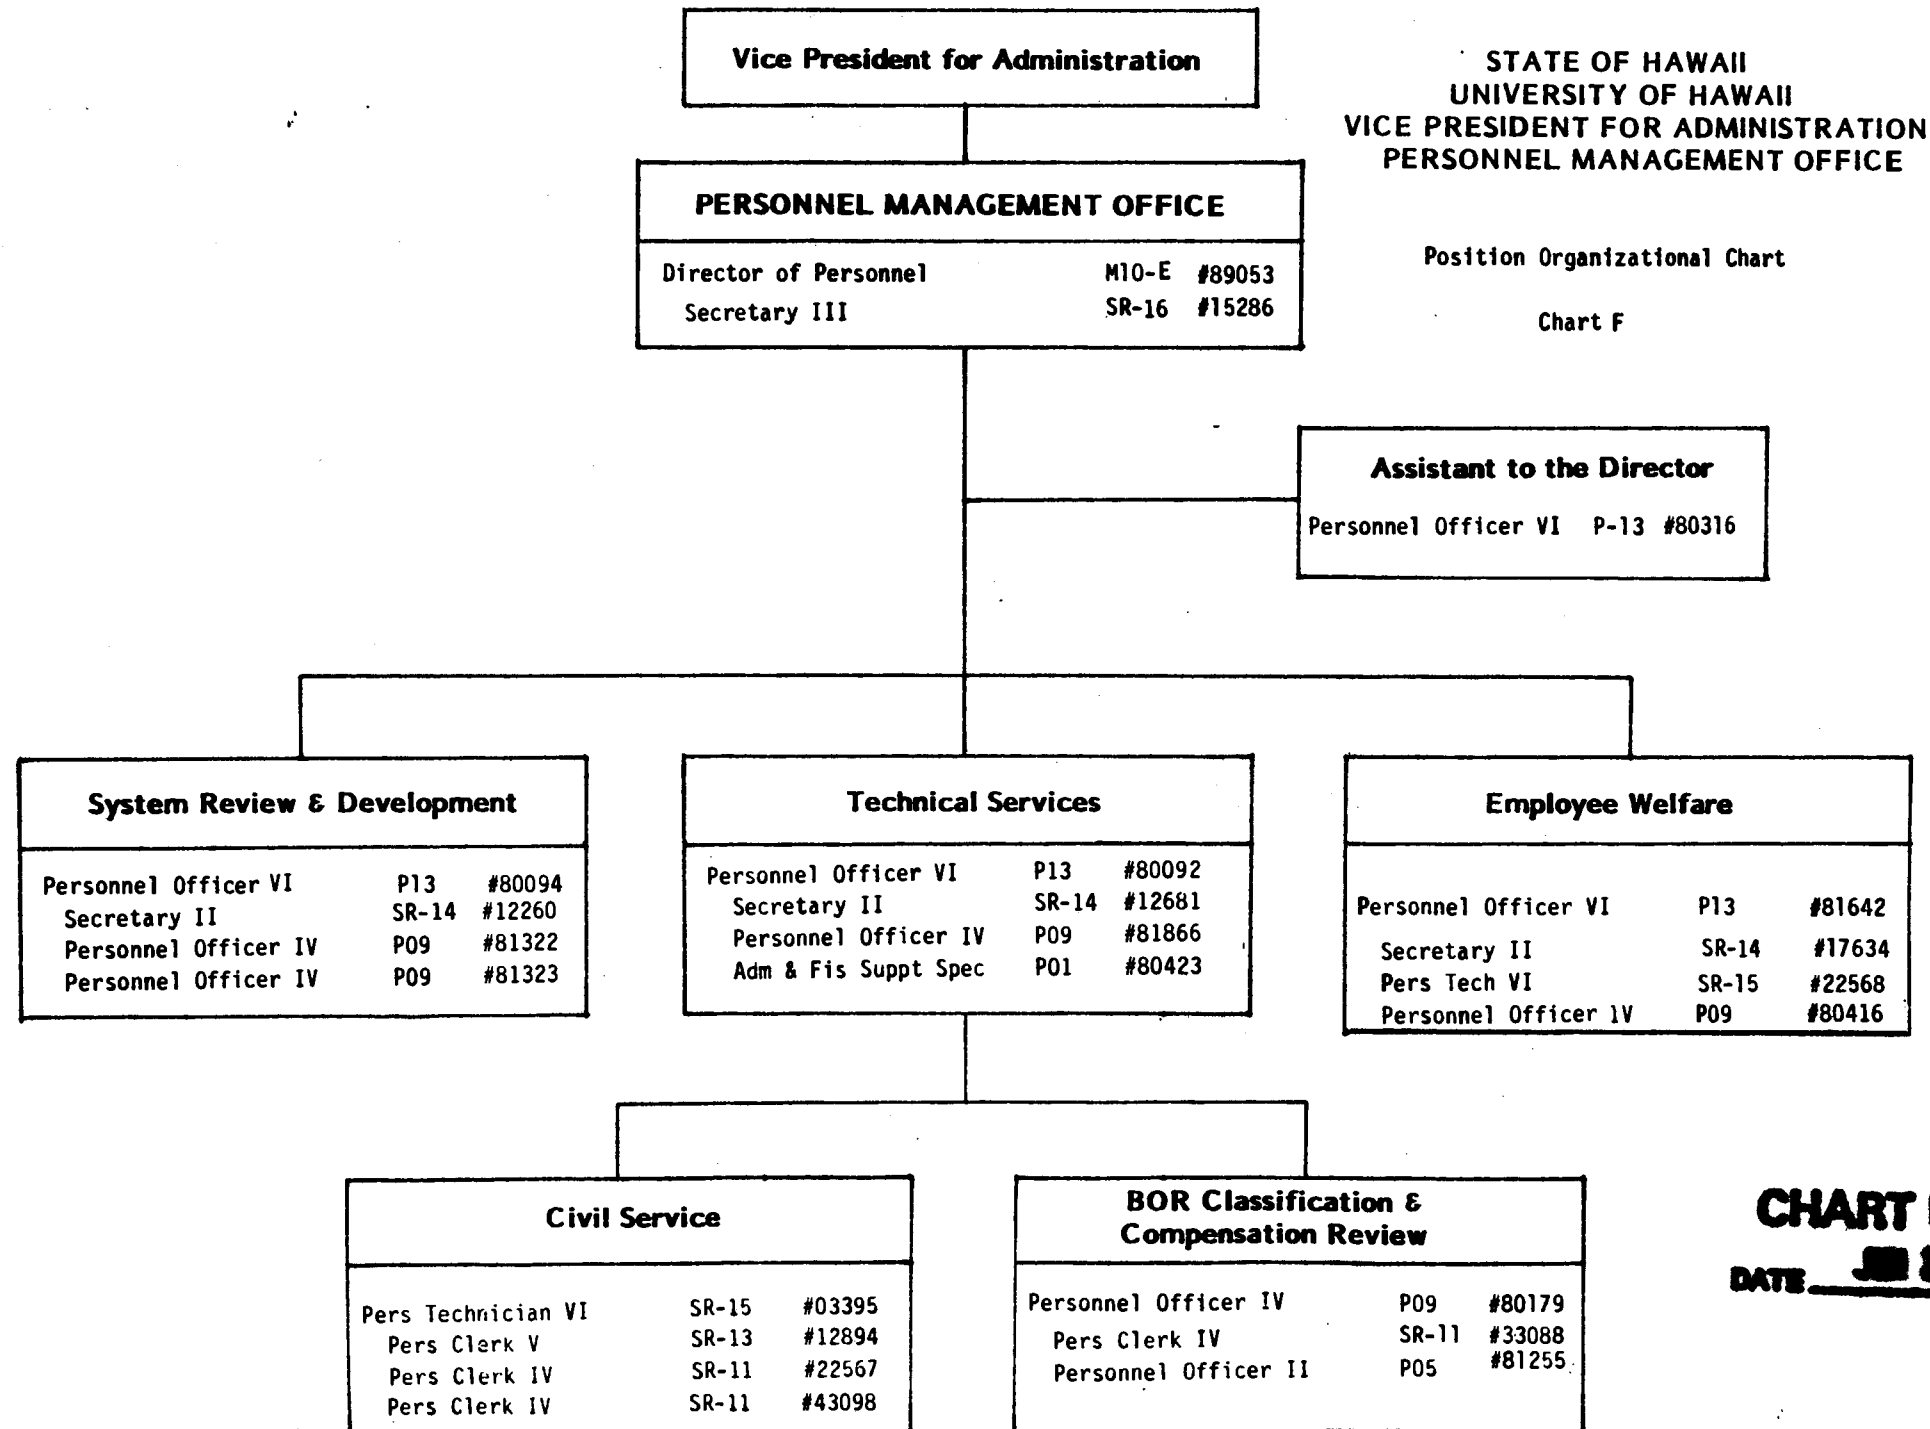 Vice President for Administration
STATE OF HAWAII
UNIVERSITY OF HAWAII
VICE PRESIDENT FOR ADMINISTRATION
PERSONNEL MANAGEMENT OFFICE
Position Organizational Chart
Chart F
PERSONNEL MANAGEMENT OFFICE
Director of Personnel M10-E #89053
Secretary III SR-16 #15286
Assistant to the Director
Personnel Officer VI P-13 #80316
System Review & Development
Personnel Officer VI P13 #80094
Secretary II SR-14 #12260
Personnel Officer IV P09 #81322
Personnel Officer IV P09 #81323
Technical Services
Personnel Officer VI P13 #80092
Secretary II SR-14 #12681
Personnel Officer IV P09 #81866
Adm & Fis Suppt Spec P01 #80423
Employee Welfare
Personnel Officer VI P13 #81642
Secretary II SR-14 #17634
Pers Tech VI SR-15 #22568
Personnel Officer IV P09 #80416
Civil Service
Pers Technician VI SR-15 #03395
Pers Clerk V SR-13 #12894
Pers Clerk IV SR-11 #22567
Pers Clerk IV SR-11 #43098
BOR Classification &
Compensation Review
Personnel Officer IV P09 #80179
Pers Clerk IV SR-11 #33088
Personnel Officer II P05 #81255
CHART
DATE